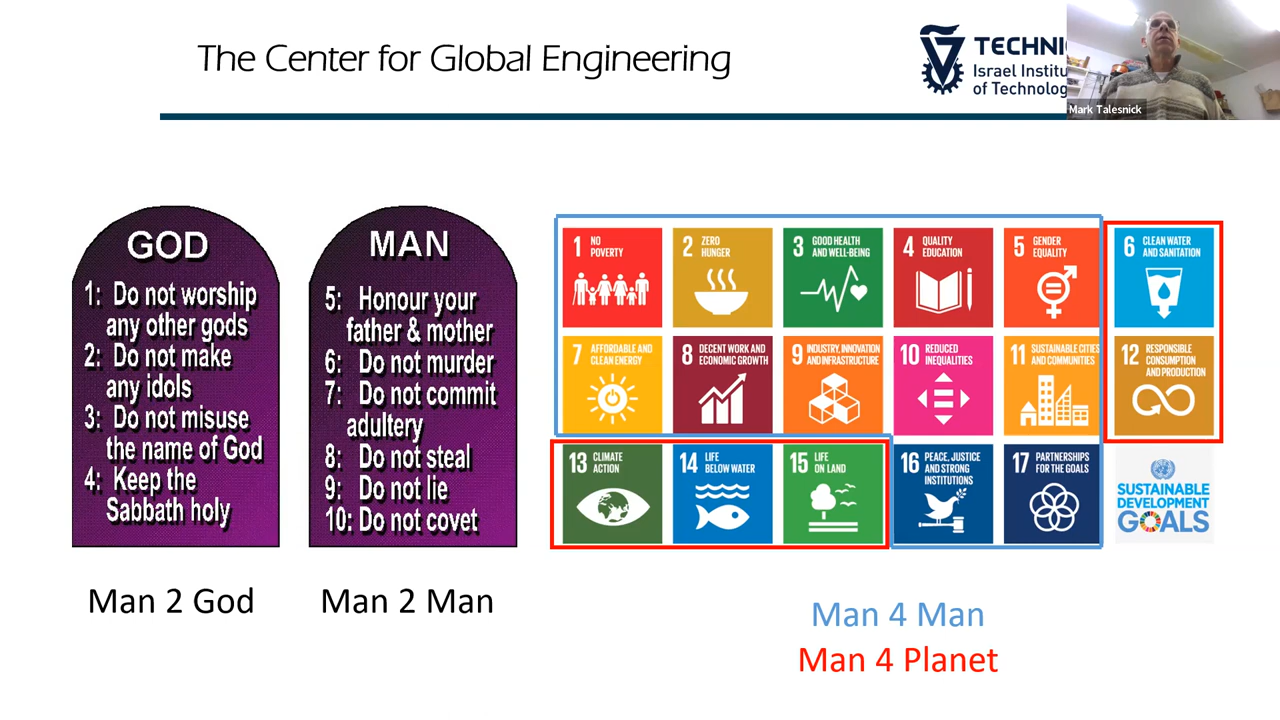 The Center for Global Engineering
TECHNI
Israel Institu
of Technolog
Mark Talesnick
GOD
1: Do not worship
any other gods
2: Do not make
any idols
3: Do not misuse
the name of God
4: Keep the
Sabbath holy
MAN
5: Honour your
father & mother
6: Do not murder
7: Do not commit
adultery
8: Do not steal
9: Do not lie
10: Do not covet
1 NO
POVERTY
2 ZERO
HUNGER
3 GOOD HEALTH
AND WELL-BEING
4 QUALITY
EDUCATION
5 GENDER
EQUALITY
6 CLEAN WATER
AND SANITATION
7 AFFORDABLE AND
CLEAN ENERGY
8 DECENT WORK AND
ECONOMIC GROWTH
9 INDUSTRY, INNOVATION
AND INFRASTRUCTURE
10 REDUCED
INEQUALITIES
11 SUSTAINABLE CITIES
AND COMMUNITIES
12 RESPONSIBLE
CONSUMPTION
AND PRODUCTION
13 CLIMATE
ACTION
14 LIFE
BELOW WATER
15 LIFE
ON LAND
16 PEACE, JUSTICE
AND STRONG
INSTITUTIONS
17 PARTNERSHIPS
FOR THE GOALS
SUSTAINABLE
DEVELOPMENT
GOALS
Man 2 God
Man 2 Man
Man 4 Man
Man 4 Planet